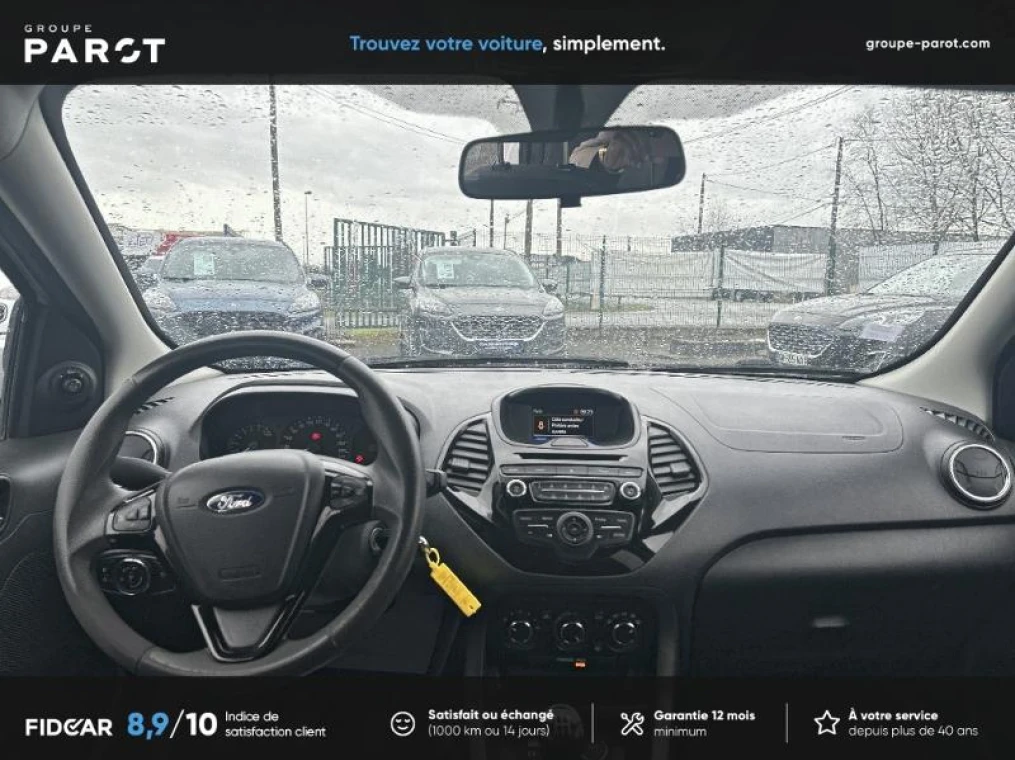 GROUPE
PAROT
Trouvez votre voiture, simplement.
groupe-parot.com
Ford
FIDCAR 8,9/10 Indice de
satisfaction client
Satisfait ou échangé
(1000 km ou 14 jours)
Garantie 12 mois
minimum
À votre service
depuis plus de 40 ans